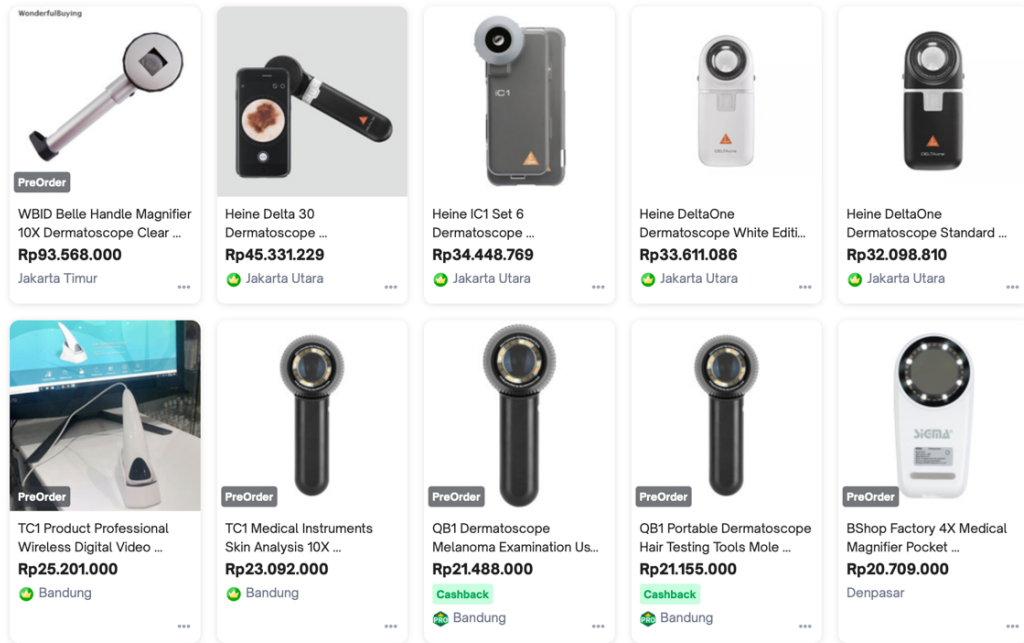 WonderfulBuying
PreOrder
WBID Belle Handle Magnifier
10X Dermatoscope Clear ...
Rp93.568.000
Jakarta Timur
Heine Delta 30
Dermatoscope ...
Rp45.331.229
Jakarta Utara
iC1
Heine IC1 Set 6
Dermatoscope ...
Rp34.448.769
Jakarta Utara
Heine DeltaOne
Dermatoscope White Editi...
Rp33.611.086
Jakarta Utara
Heine DeltaOne
Dermatoscope Standard ...
Rp32.098.810
Jakarta Utara
PreOrder
TC1 Product Professional
Wireless Digital Video ...
Rp25.201.000
Bandung
PreOrder
TC1 Medical Instruments
Skin Analysis 10X ...
Rp23.092.000
Bandung
PreOrder
QB1 Dermatoscope
Melanoma Examination Us...
Rp21.488.000
Cashback
PRO
Bandung
PreOrder
QB1 Portable Dermatoscope
Hair Testing Tools Mole ...
Rp21.155.000
Cashback
PRO
Bandung
SIGMA
PreOrder
BShop Factory 4X Medical
Magnifier Pocket ...
Rp20.709.000
Denpasar